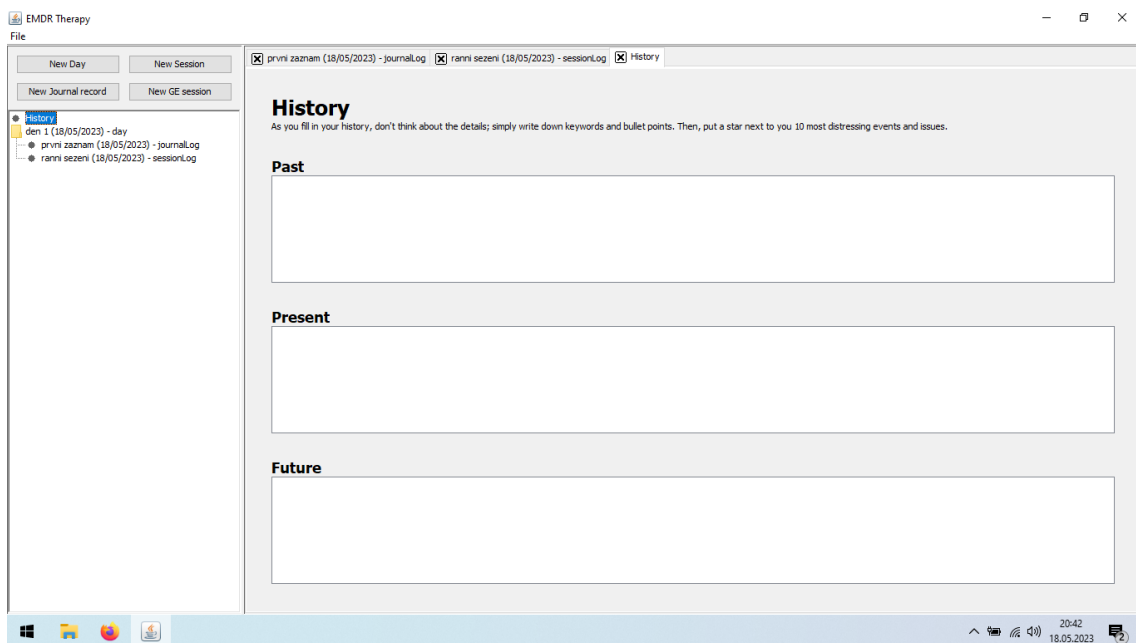 EMDR Therapy
File
New Day
New Session
New Journal record
New GE session
History
den 1 (18/05/2023) - day
prvni zaznam (18/05/2023) - journalLog
ranni sezeni (18/05/2023) - sessionLog
prvni zaznam (18/05/2023) - journalLog
ranni sezeni (18/05/2023) - sessionLog
History
History
As you fill in your history, don't think about the details; simply write down keywords and bullet points. Then, put a star next to you 10 most distressing events and issues.
Past
Present
Future
20:42
18.05.2023
2